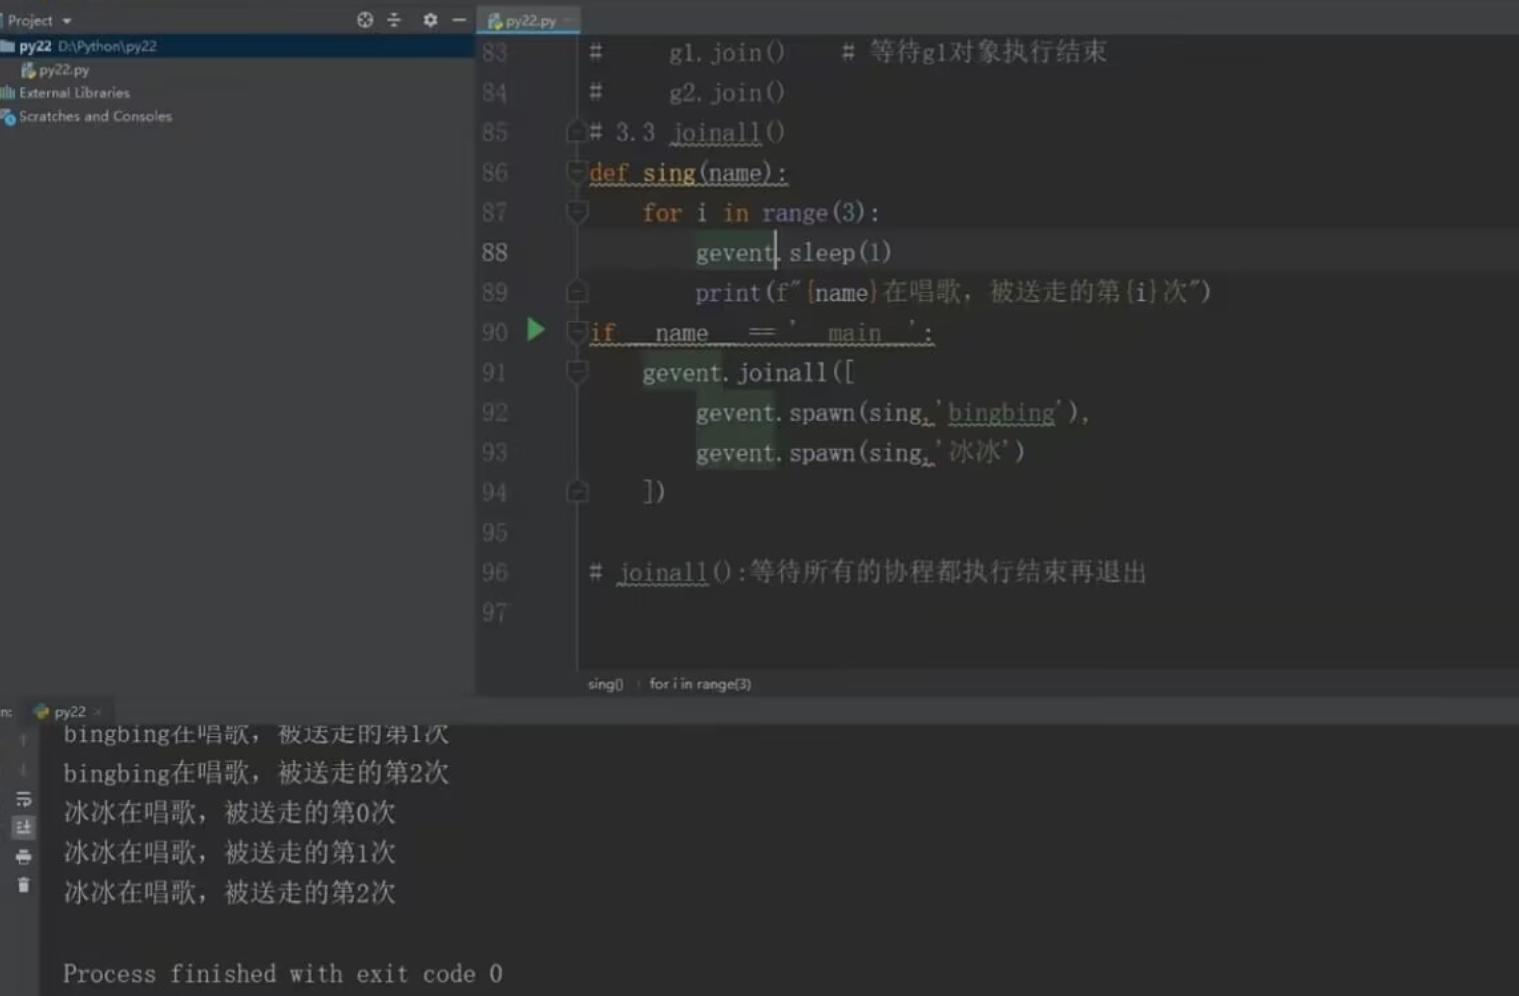 Project
py22.py
py22 D:\Python\py22
py22.py
External Libraries
Scratches and Consoles
83 #     g1.join()    # 等待g1对象执行结束
84 #     g2.join()
85 # 3.3 joinall()
86 def sing(name):
87     for i in range(3):
88         gevent.sleep(1)
89         print(f"{name}在唱歌，被送走的第{i}次")
90 if __name__ == '__main__':
91     gevent.joinall([
92         gevent.spawn(sing,'bingbing'),
93         gevent.spawn(sing,'冰冰')
94     ])
95
96 # joinall():等待所有的协程都执行结束再退出
97
sing() › for i in range(3)
n: py22 ×
bingbing在唱歌，被送走的第1次
bingbing在唱歌，被送走的第2次
冰冰在唱歌，被送走的第0次
冰冰在唱歌，被送走的第1次
冰冰在唱歌，被送走的第2次
Process finished with exit code 0